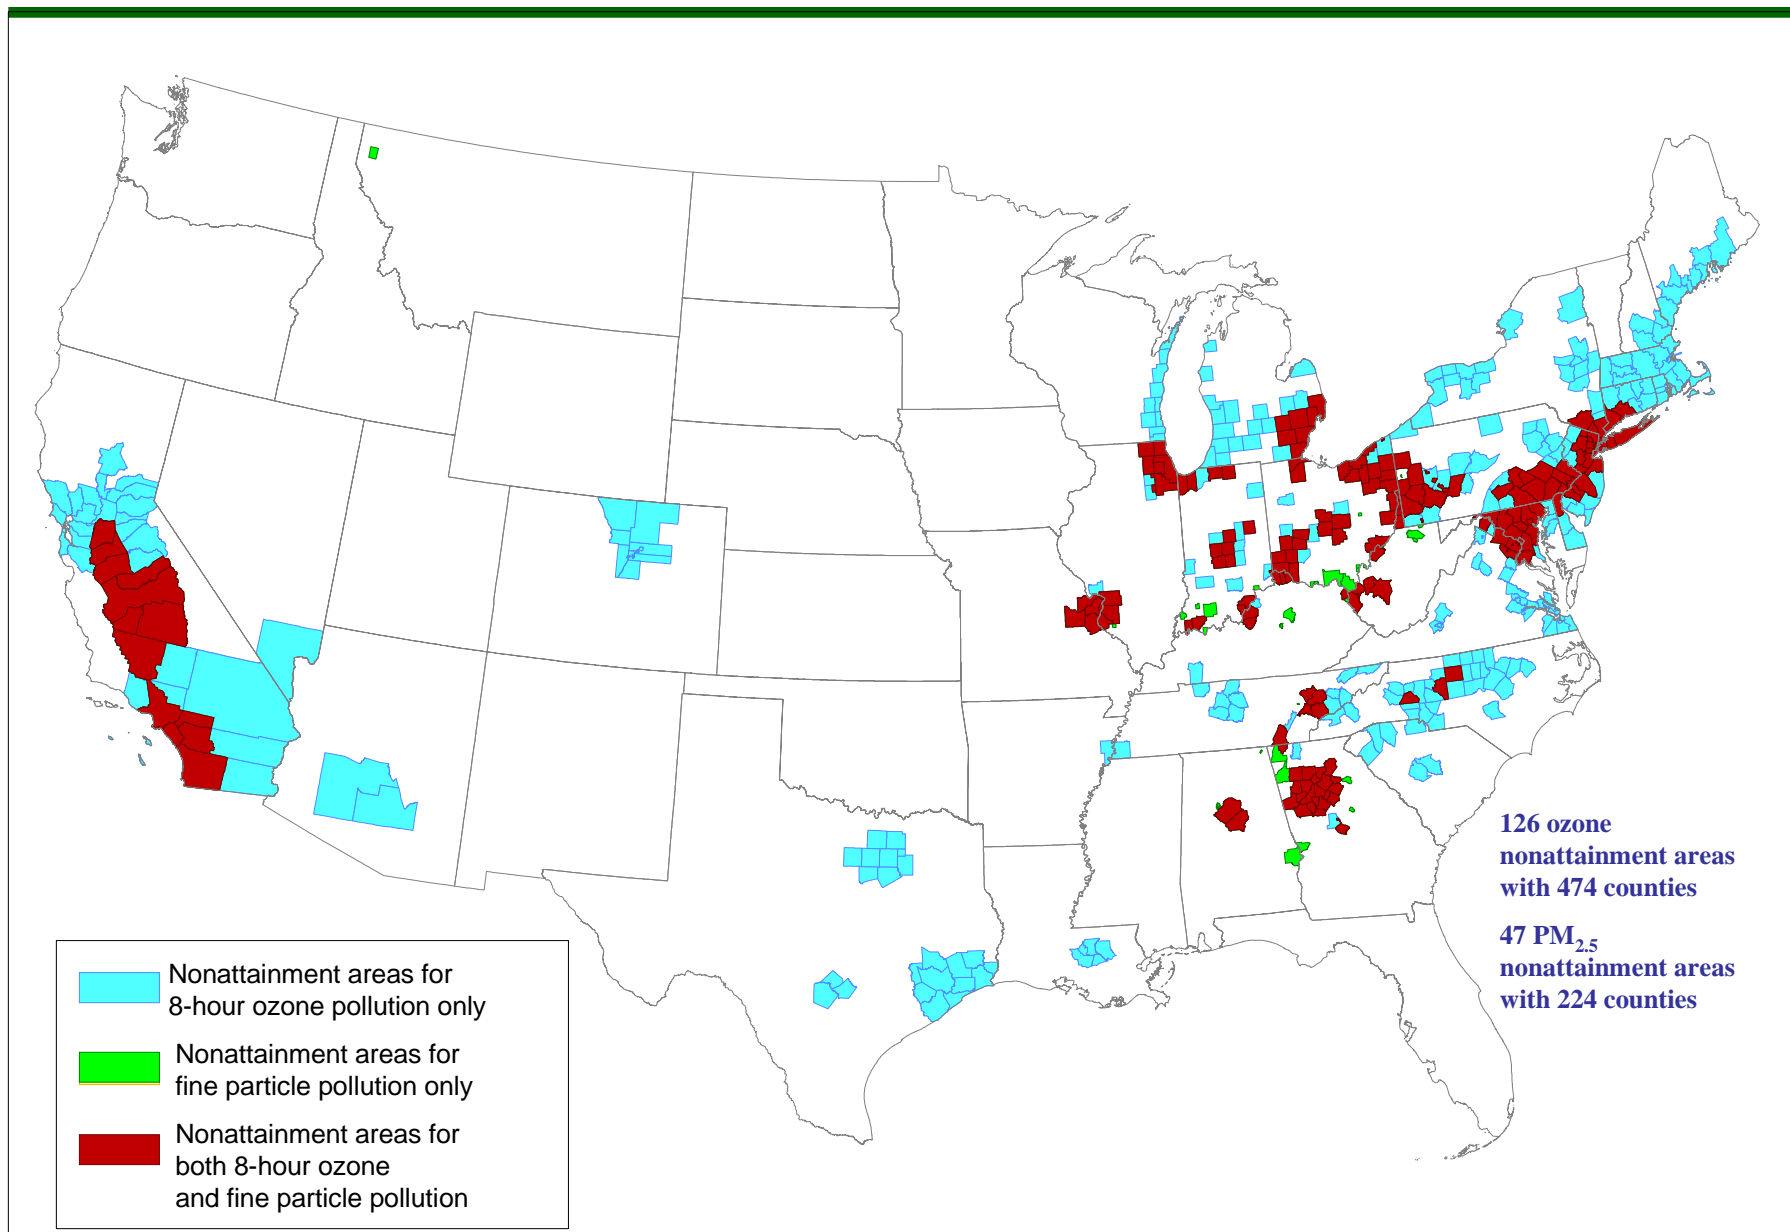 126 ozone
nonattainment areas
with 474 counties
47 PM2.5
nonattainment areas
with 224 counties
Nonattainment areas for
8-hour ozone pollution only
Nonattainment areas for
fine particle pollution only
Nonattainment areas for
both 8-hour ozone
and fine particle pollution